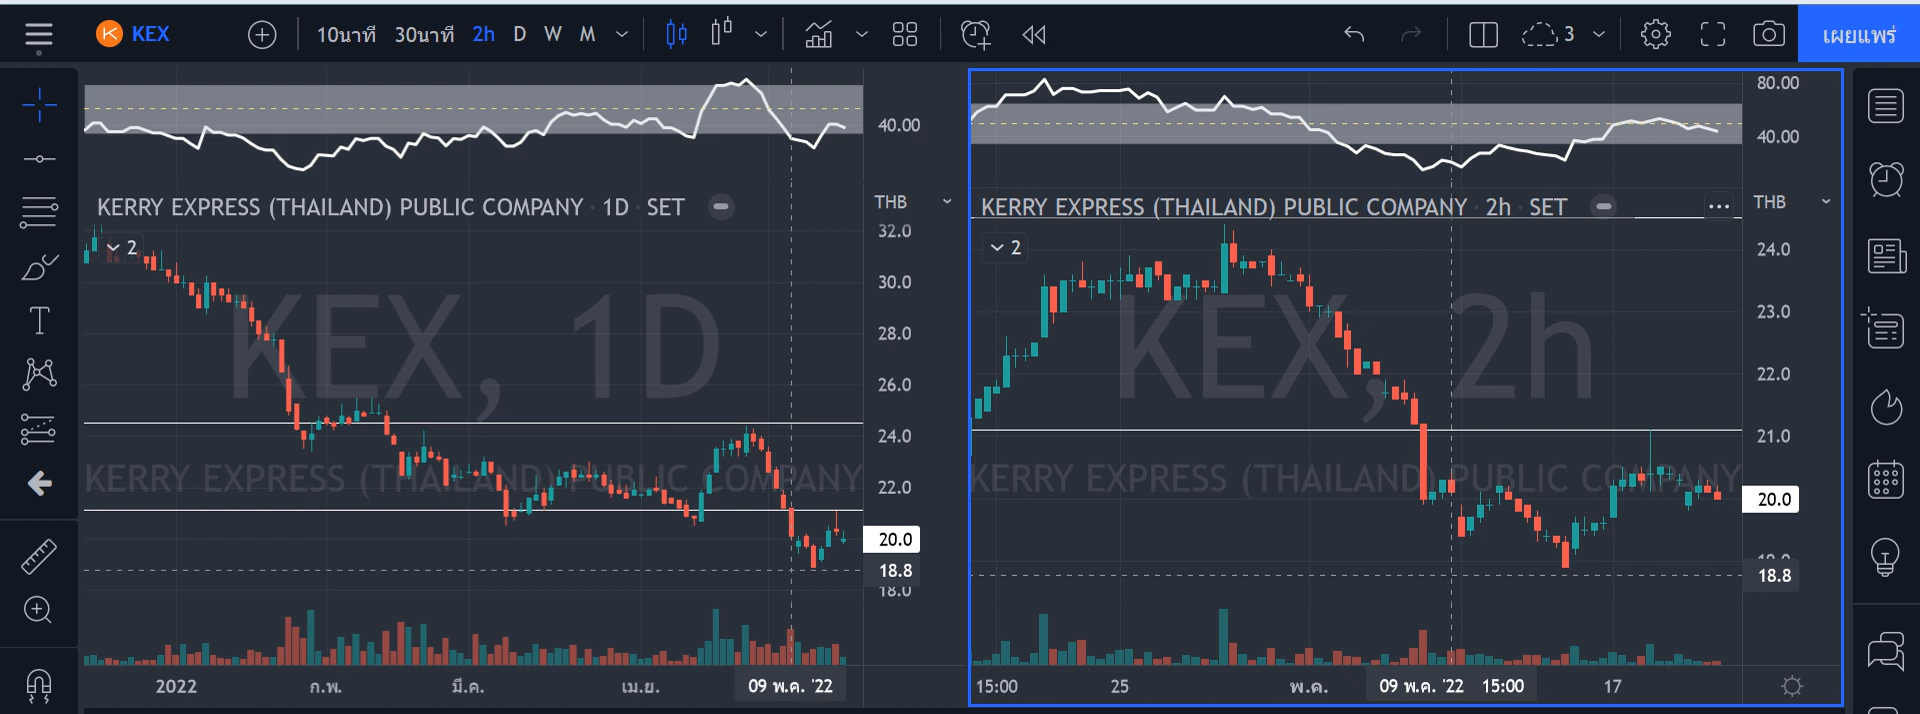 KEX 10นาที 30นาที 2h D W M 3 เผยแพร่
40.00
KERRY EXPRESS (THAILAND) PUBLIC COMPANY · 1D · SET
THB
2
32.0
30.0
28.0
26.0
24.0
22.0
20.0
18.8
18.0
KEX, 1D
KERRY EXPRESS (THAILAND) PUBLIC COMPANY
2022 ก.พ. มี.ค. เม.ย. 09 พ.ค. '22
80.00
40.00
KERRY EXPRESS (THAILAND) PUBLIC COMPANY · 2h · SET
THB
2
24.0
23.0
22.0
21.0
20.0
19.0
18.8
KEX, 2h
KERRY EXPRESS (THAILAND) PUBLIC COMPANY
15:00 25 พ.ค. 09 พ.ค. '22 15:00 17